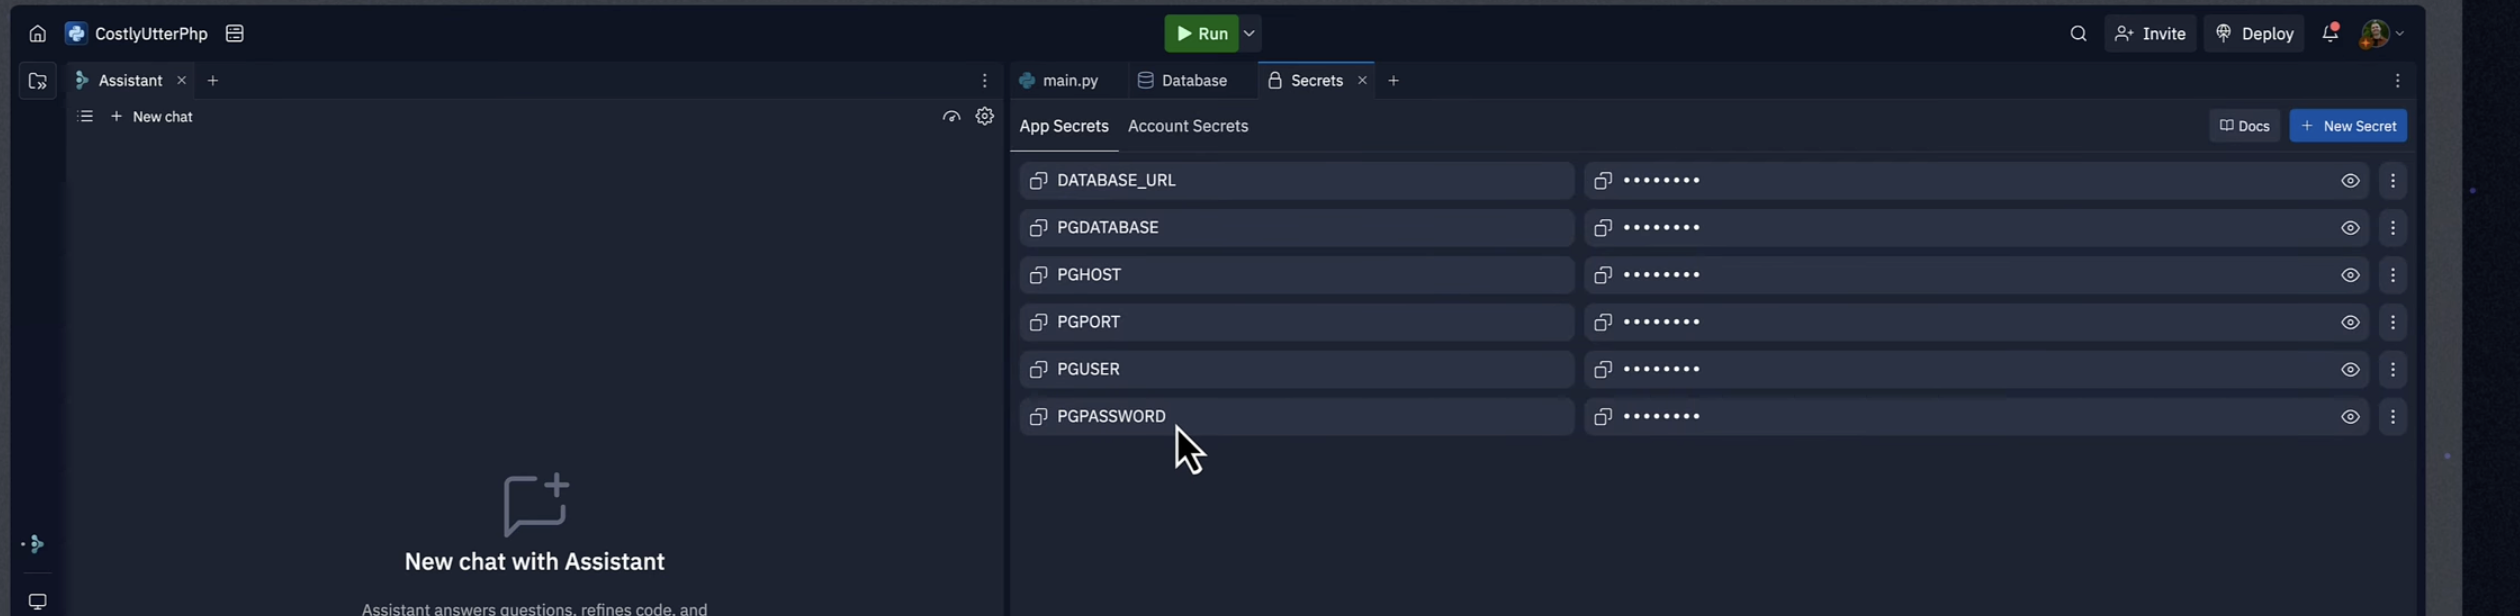 CostlyUtterPhp
Run
Invite
Deploy
Assistant
main.py
Database
Secrets
New chat
App Secrets
Account Secrets
Docs
New Secret
DATABASE_URL ••••••••
PGDATABASE ••••••••
PGHOST ••••••••
PGPORT ••••••••
PGUSER ••••••••
PGPASSWORD ••••••••
New chat with Assistant
Assistant answers questions, refines code, and